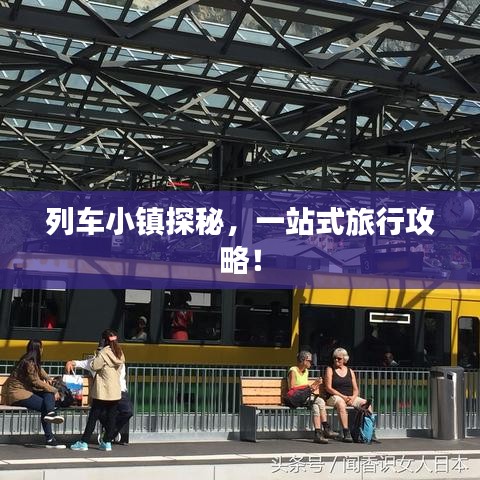 列车小镇探秘，一站式旅行攻
略！
头条号 / 闻香识女人日本